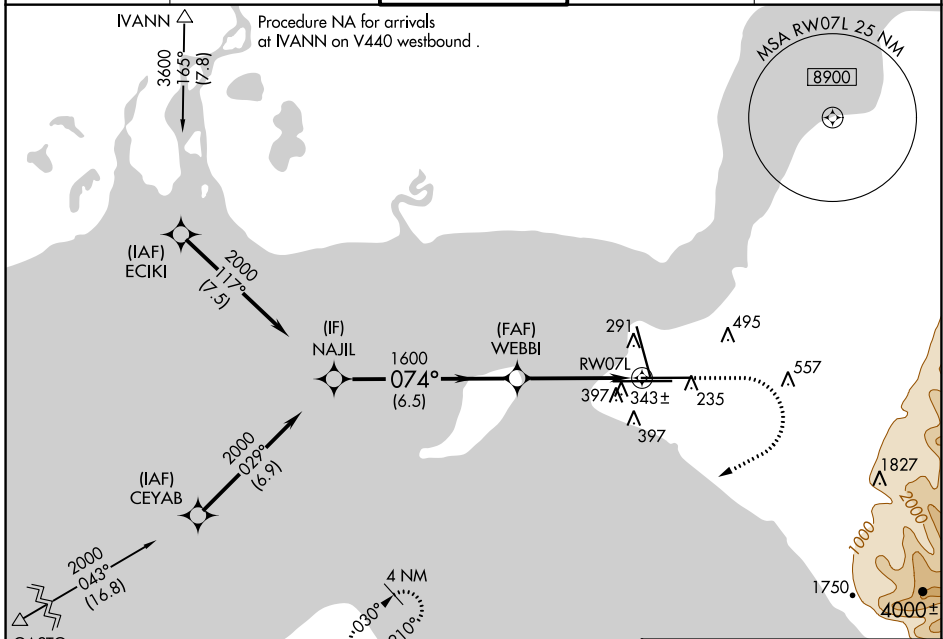 IVANN
Procedure NA for arrivals
at IVANN on V440 westbound .
3600
165°
(7.8)
MSA RW07L 25 NM
8900
(IAF)
ECIKI
2000
117°
(7.5)
(IF)
NAJIL
1600
074°
(6.5)
(FAF)
WEBBI
RW07L
291
495
557
397
343±
235
397
(IAF)
CEYAB
2000
029°
(6.9)
2000
043°
(16.8)
4 NM
030°
210°
1827
2000
1000
1750
4000±